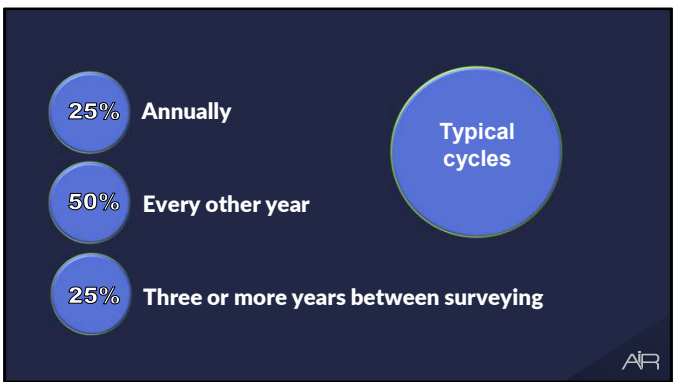 25% Annually
Typical
cycles
50% Every other year
25% Three or more years between surveying
AIR